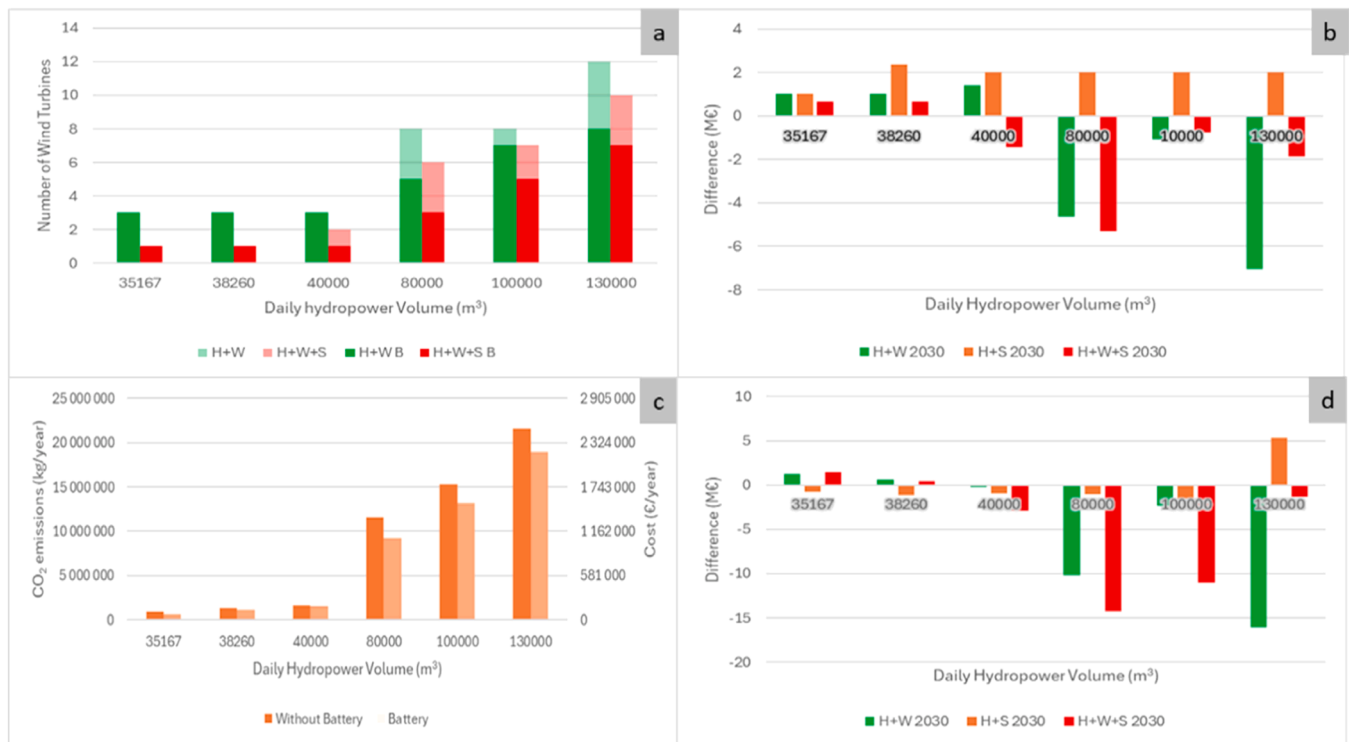 a
14
12
10
8
6
4
2
0
Number of Wind Turbines
35167 38260 40000 80000 100000 130000
Daily hydropower Volume (m³)
H+W H+W+S H+W B H+W+S B
b
4
2
0
-2
-4
-6
-8
Difference (M€)
35167 38260 40000 80000 10000 130000
Daily Hydropower Volume (m³)
H+W 2030 H+S 2030 H+W+S 2030
c
25 000 000
20 000 000
15 000 000
10 000 000
5 000 000
0
CO₂ emissions (kg/year)
2 905 000
2 324 000
1 743 000
1 162 000
581 000
0
Cost (€/year)
35167 38260 40000 80000 100000 130000
Daily Hydropower Volume (m³)
Without Battery Battery
d
10
5
0
-5
-10
-15
-20
Difference (M€)
35167 38260 40000 80000 100000 130000
Daily Hydropower Volume (m³)
H+W 2030 H+S 2030 H+W+S 2030